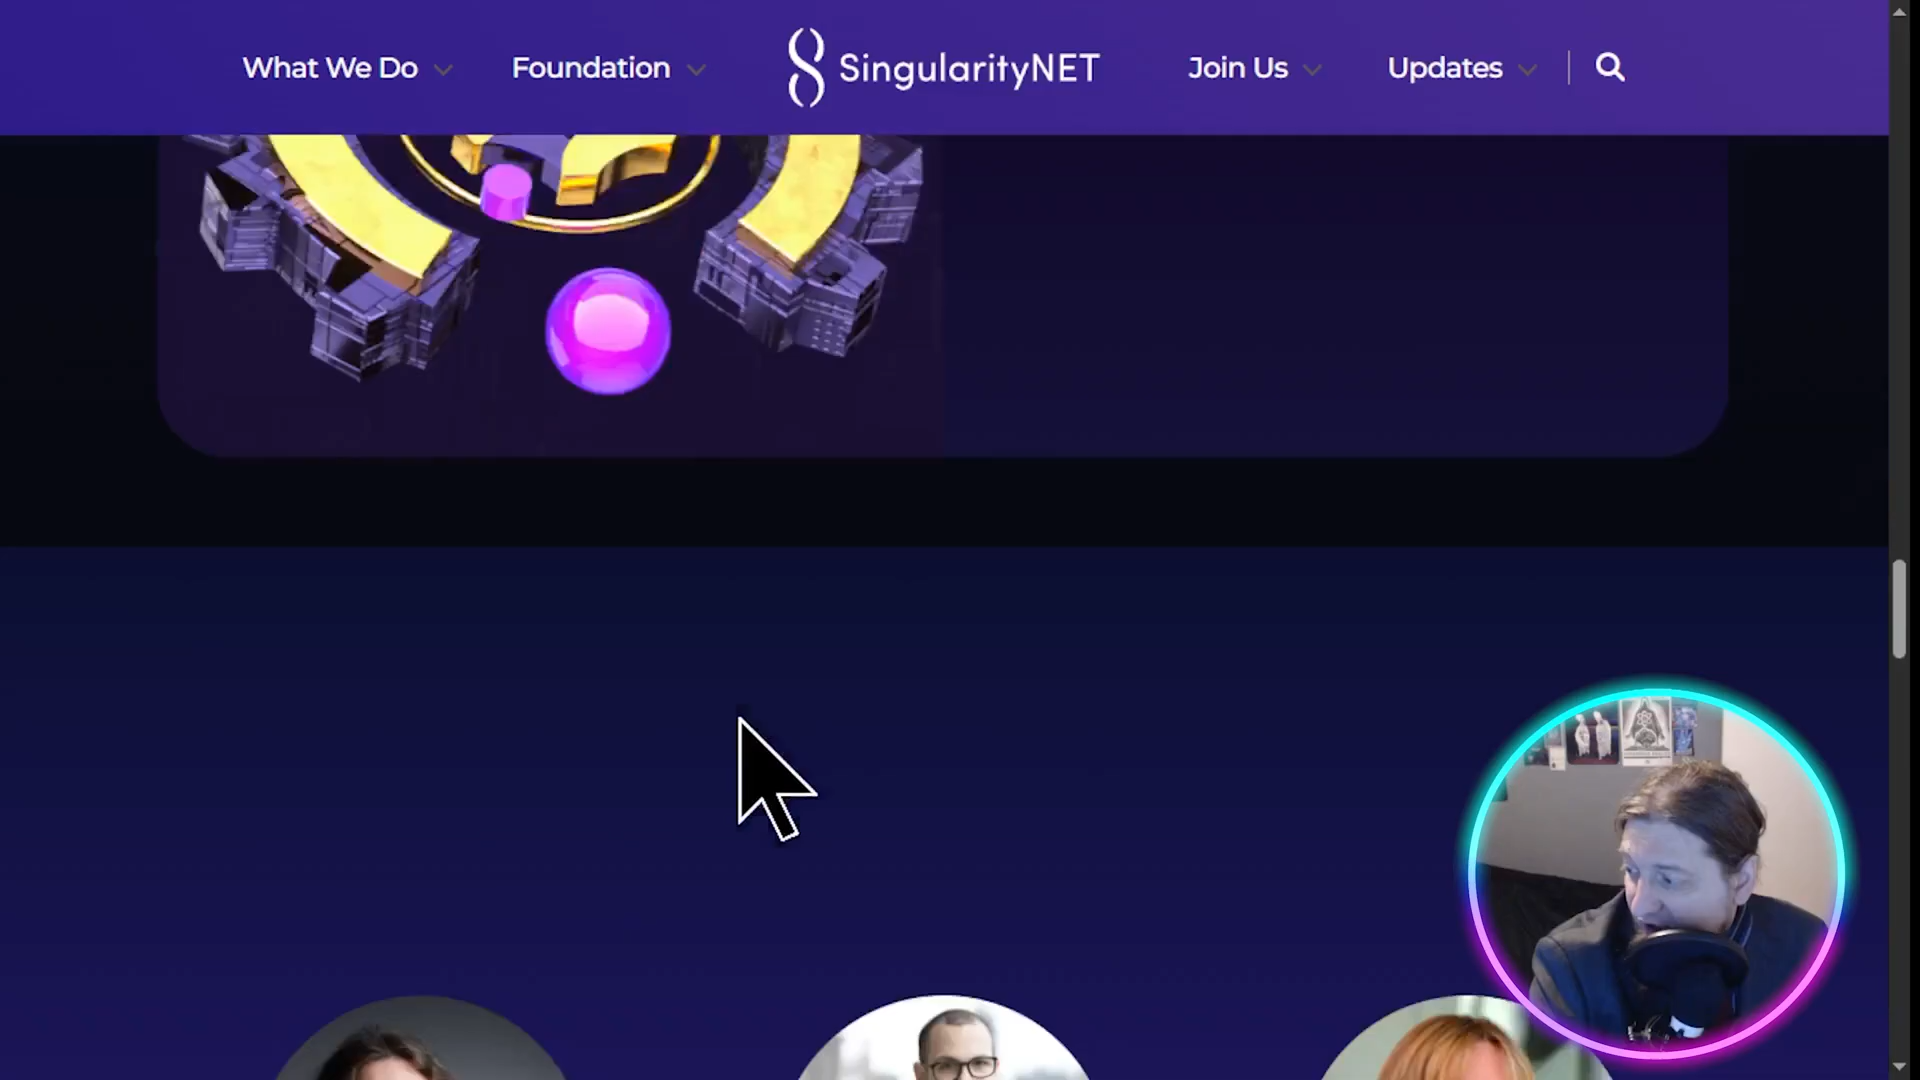 What We Do
Foundation
SingularityNET
Join Us
Updates